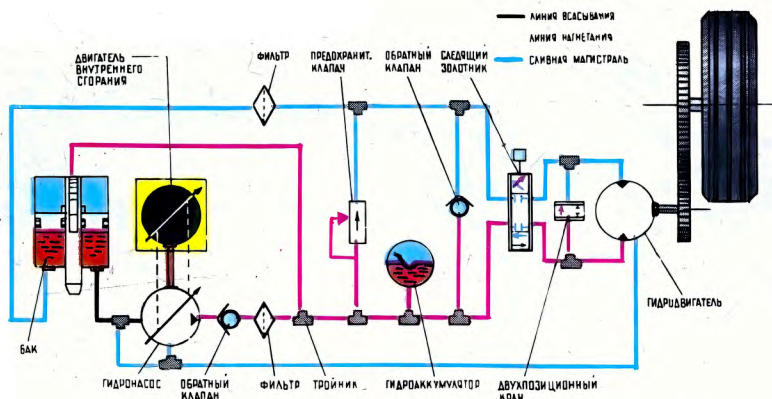 ЛИНИЯ ВСАСЫВАНИЯ
ЛИНИЯ НАГНЕТАНИЯ
СЛИВНАЯ МАГИСТРАЛЬ
ДВИГАТЕЛЬ
ВНУТРЕННЕГО
СГОРАНИЯ
ФИЛЬТР
ПРЕДОХРАНИТ.
КЛАПАН
ОБРАТНЫЙ
КЛАПАН
СЛЕДЯЩИЙ
ЗОЛОТНИК
ГИДРОДВИГАТЕЛЬ
БАК
ГИДРОНАСОС
ОБРАТНЫЙ
КЛАПАН
ФИЛЬТР
ТРОЙНИК
ГИДРОАККУМУЛЯТОР
ДВУХПОЗИЦИОННЫЙ
КРАН